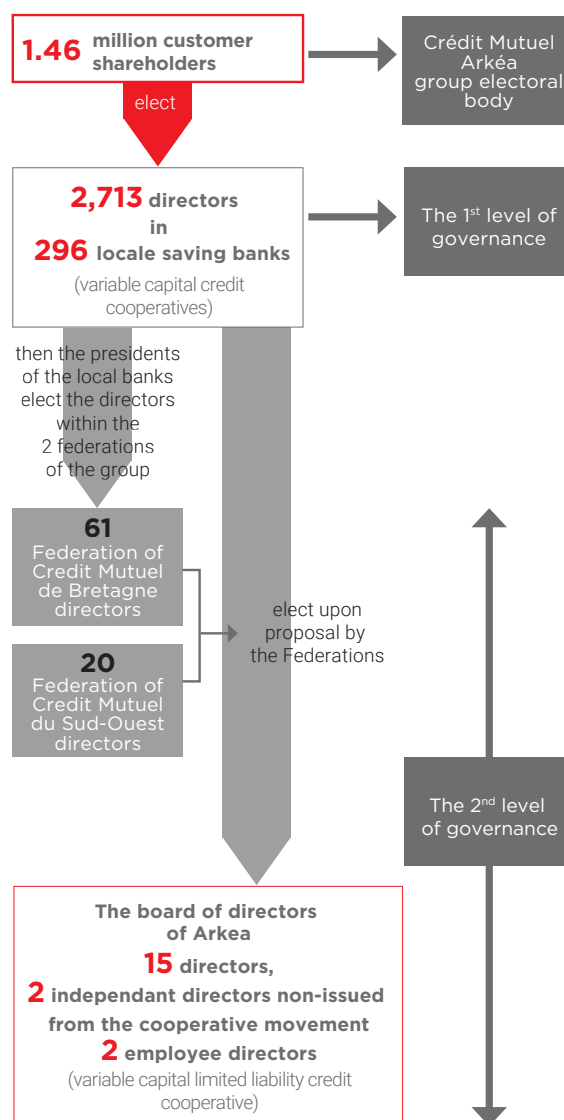 1.46 million customer
shareholders
Crédit Mutuel
Arkéa
group electoral
body
elect
2,713 directors
in
296 locale saving banks
(variable capital credit
cooperatives)
The 1st level of
governance
then the presidents
of the local banks
elect the directors
within the
2 federations
of the group
61
Federation of
Credit Mutuel
de Bretagne
directors
20
Federation of
Credit Mutuel
du Sud-Ouest
directors
elect upon
proposal by
the Federations
The 2nd level
of governance
The board of directors
of Arkea
15 directors,
2 independant directors non-issued
from the cooperative movement
2 employee directors
(variable capital limited liability credit
cooperative)